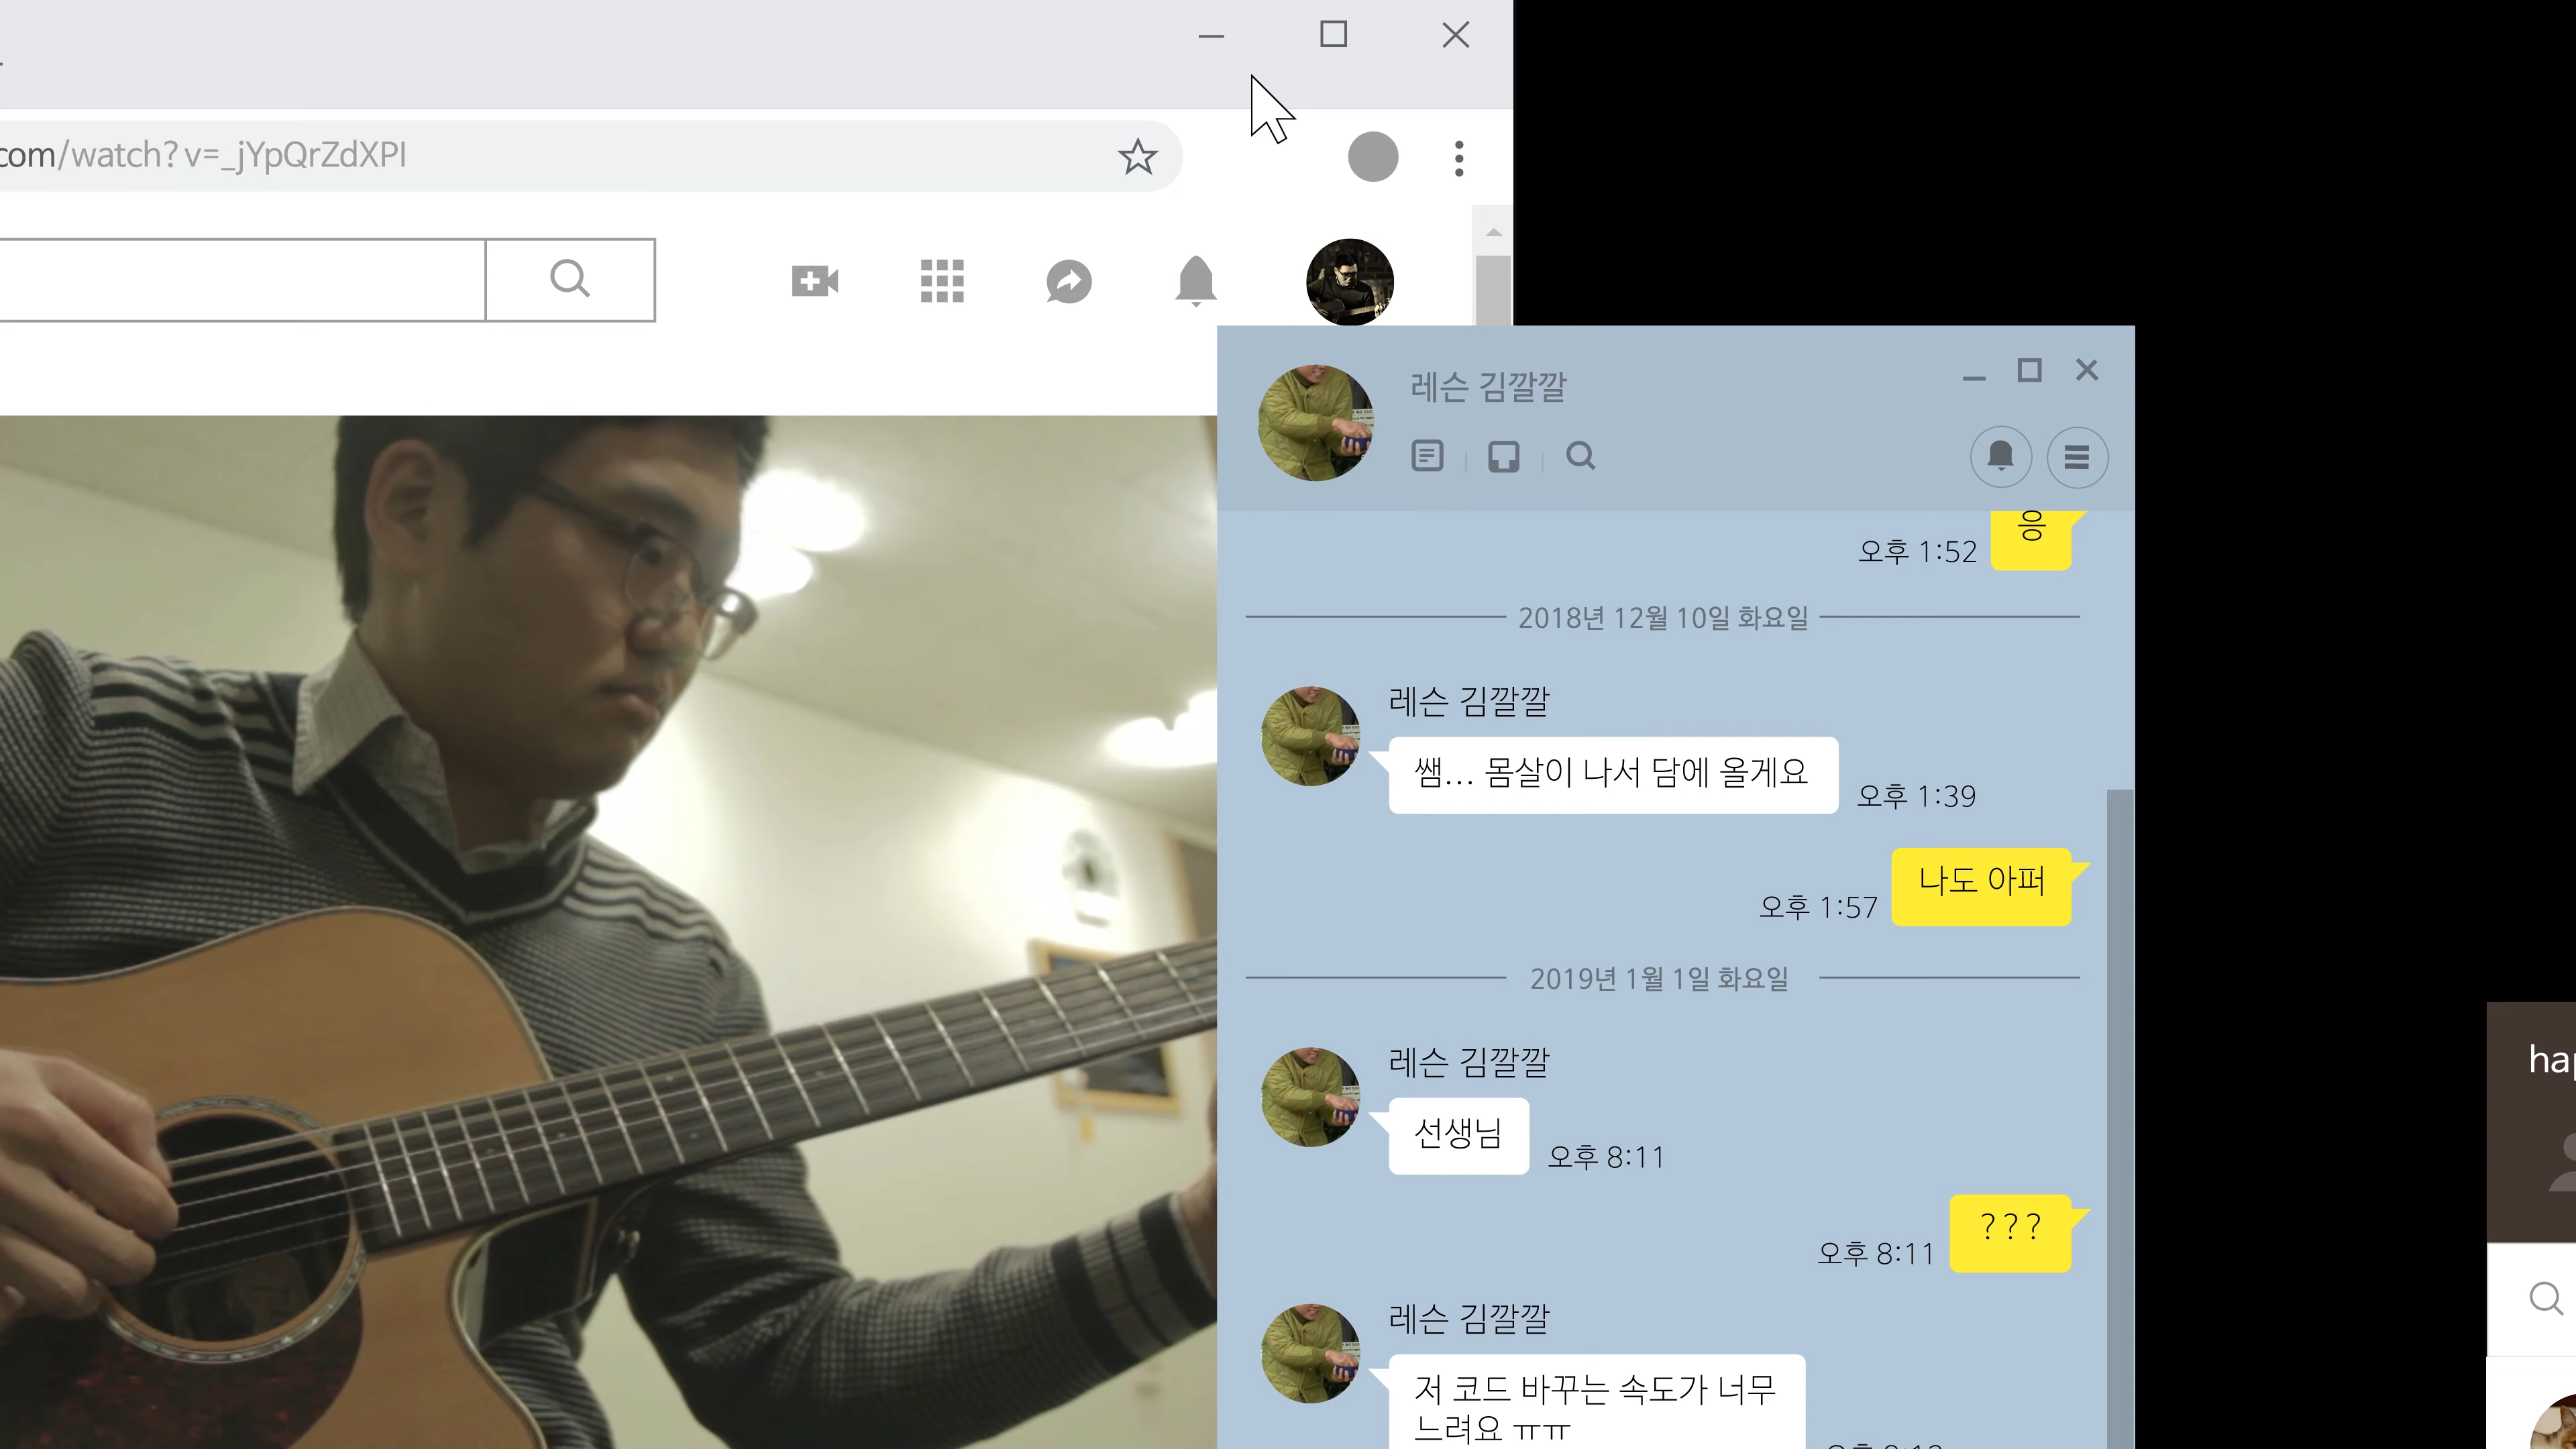 com/watch?v=_jYpQrZdXPI
레슨 김깔깔
응
오후 1:52
2018년 12월 10일 화요일
레슨 김깔깔
쌤... 몸살이 나서 담에 올게요
오후 1:39
나도 아퍼
오후 1:57
2019년 1월 1일 화요일
레슨 김깔깔
선생님
오후 8:11
???
오후 8:11
레슨 김깔깔
저 코드 바꾸는 속도가 너무
느려요 ㅠㅠ